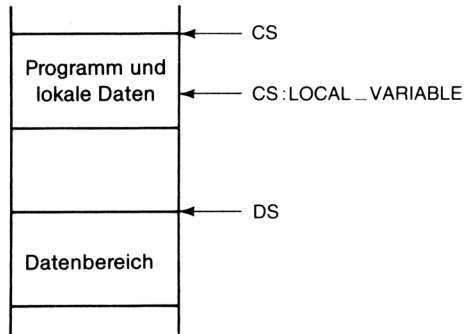 CS
Programm und
lokale Daten
CS:LOCAL_VARIABLE
DS
Datenbereich